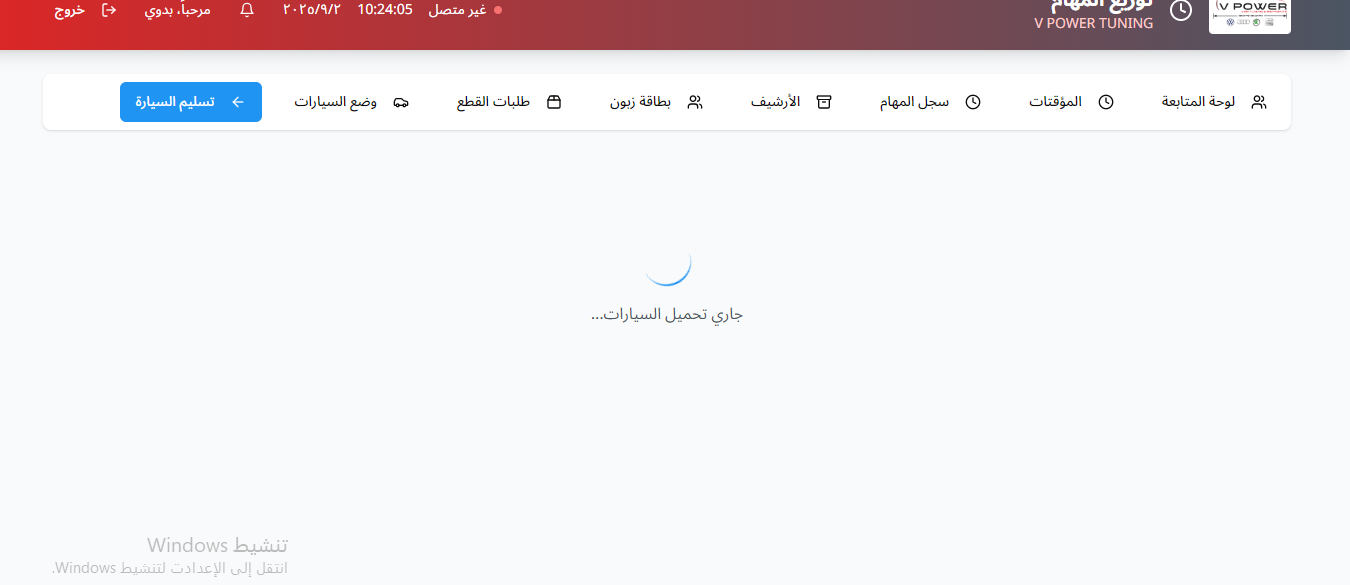 توزيع المهام
V POWER TUNING
V POWER
غير متصل
10:24:05
٢٠٢٥/٩/٢
مرحباً، بدوي
خروج
لوحة المتابعة
المؤقتات
سجل المهام
الأرشيف
بطاقة زبون
طلبات القطع
وضع السيارات
تسليم السيارة
جاري تحميل السيارات...
تنشيط Windows
انتقل إلى الإعدادت لتنشيط Windows.